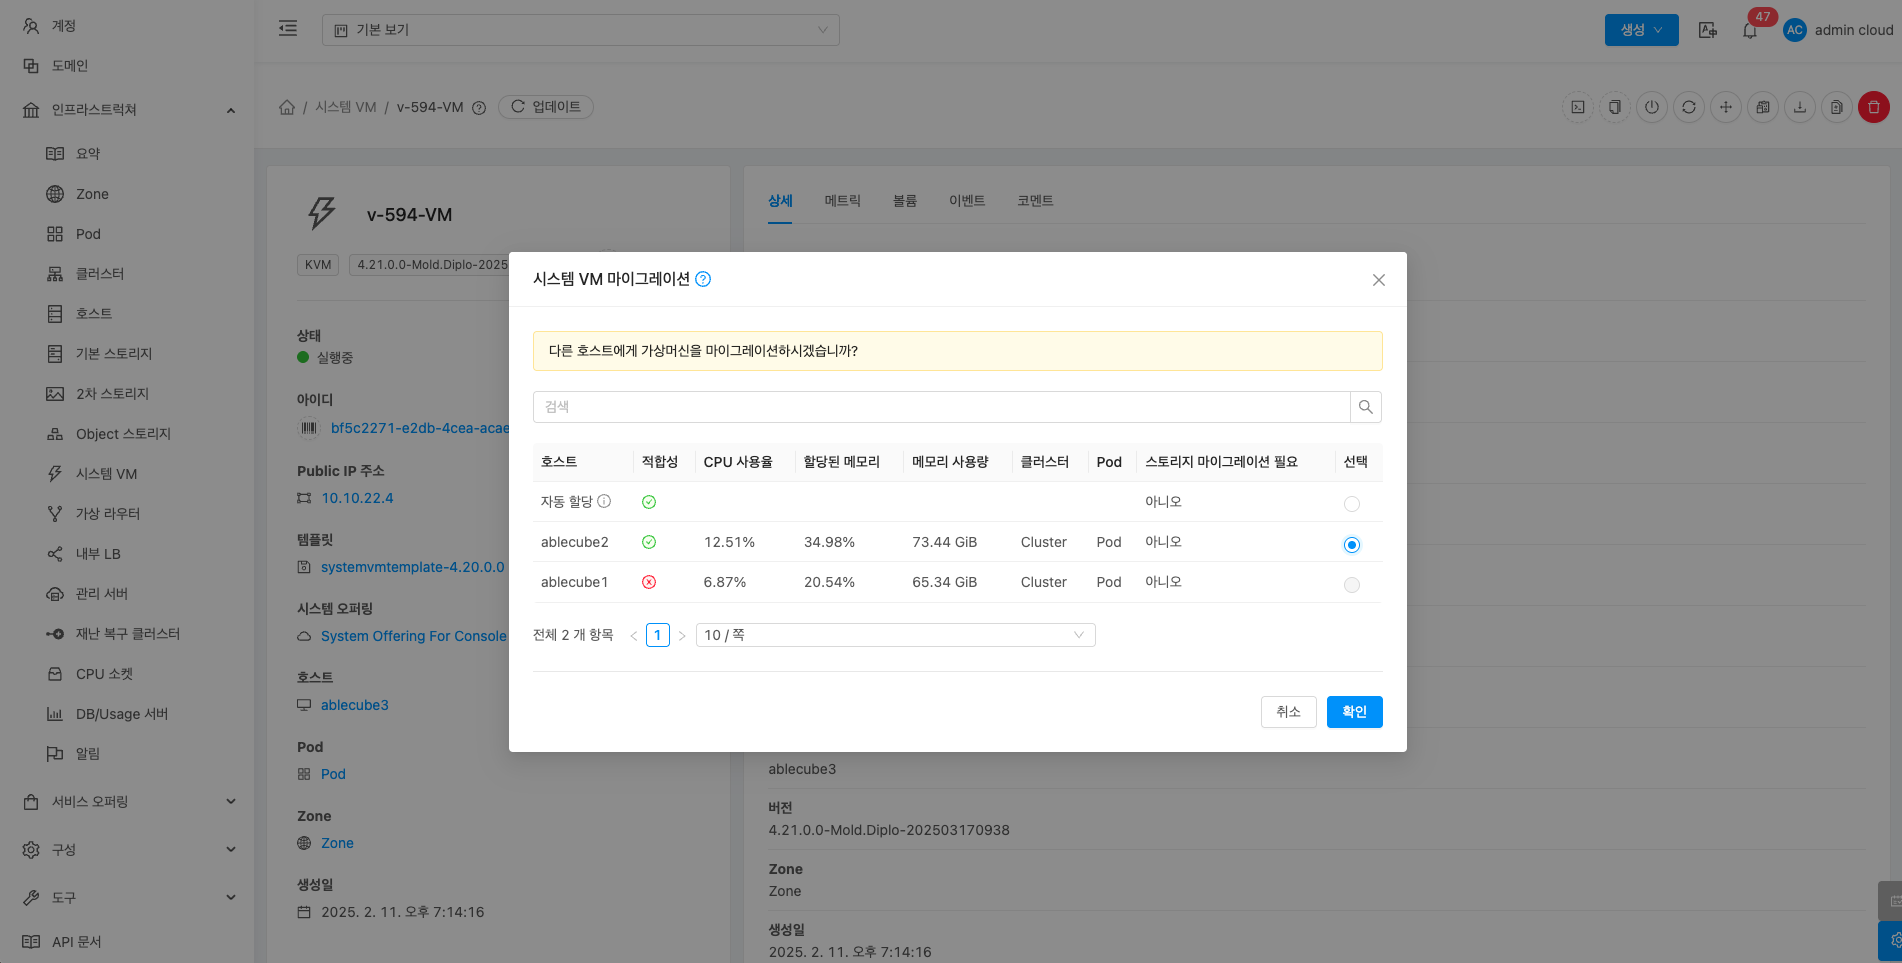 계정
도메인
인프라스트럭쳐
요약
Zone
Pod
클러스터
호스트
기본 스토리지
2차 스토리지
Object 스토리지
시스템 VM
가상 라우터
내부 LB
관리 서버
재난 복구 클러스터
CPU 소켓
DB/Usage 서버
알림
서비스 오퍼링
구성
도구
API 문서
기본 보기
생성
47
AC
admin cloud
/ 시스템 VM / v-594-VM
업데이트
v-594-VM
KVM
4.21.0.0-Mold.Diplo-2025
상태
실행중
아이디
bf5c2271-e2db-4cea-acae
Public IP 주소
10.10.22.4
템플릿
systemvmtemplate-4.20.0.0
시스템 오퍼링
System Offering For Console
호스트
ablecube3
Pod
Pod
Zone
Zone
생성일
2025. 2. 11. 오후 7:14:16
상세 메트릭 볼륨 이벤트 코멘트
시스템 VM 마이그레이션
다른 호스트에게 가상머신을 마이그레이션하시겠습니까?
검색
호스트 적합성 CPU 사용율 할당된 메모리 메모리 사용량 클러스터 Pod 스토리지 마이그레이션 필요 선택
자동 할당 아니오
ablecube2 12.51% 34.98% 73.44 GiB Cluster Pod 아니오
ablecube1 6.87% 20.54% 65.34 GiB Cluster Pod 아니오
전체 2 개 항목 1 10 / 쪽
취소 확인
ablecube3
버전
4.21.0.0-Mold.Diplo-202503170938
Zone
Zone
생성일
2025. 2. 11. 오후 7:14:16